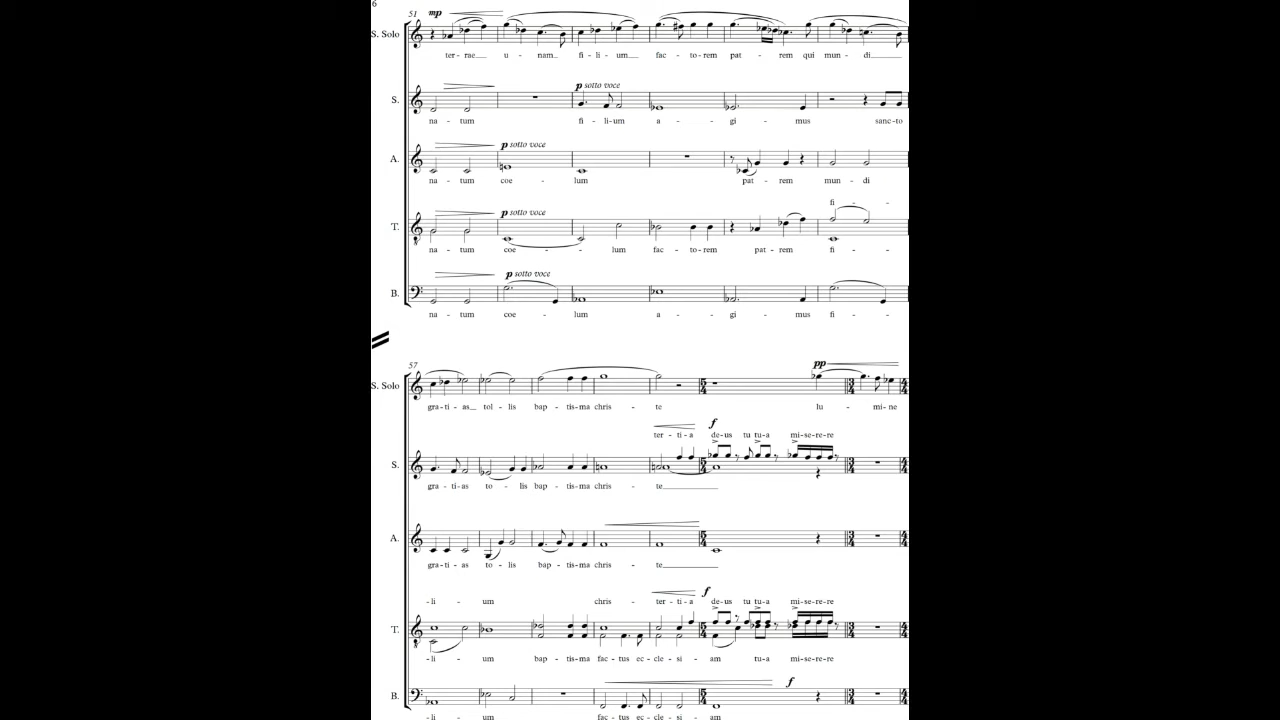 6
51
mp
S. Solo
ter-rae__ u-nam fi-li-um__ fac-to-rem pat-rem qui mun-di____
p sotto voce
S.
na-tum fi-li-um a-gi-mus sanc-to
p sotto voce
A.
na-tum coe-lum pat-rem mun-di
fi-
p sotto voce
T.
na-tum coe-lum fac-to-rem pat-rem fi-
p sotto voce
B.
na-tum coe-lum a-gi-mus fi-
57
pp
S. Solo
gra-ti-as__ tol-lis bap-tis-ma chris-te lu-mi-ne
f
ter-ti-a de-us tu tu-a mi-se-re-re
S.
gra-ti-as to-lis bap-tis-ma chris-te______
A.
gra-ti-as to-lis bap-tis-ma chris-te______
f
-li-um chris-ter-ti-a de-us tu tu-a mi-se-re-re
T.
-li-um bap-tis-ma fac-tus ec-cle-si-am tu-a mi-se-re-re
f
B.
-li-um fac-tus ec-cle-si-am